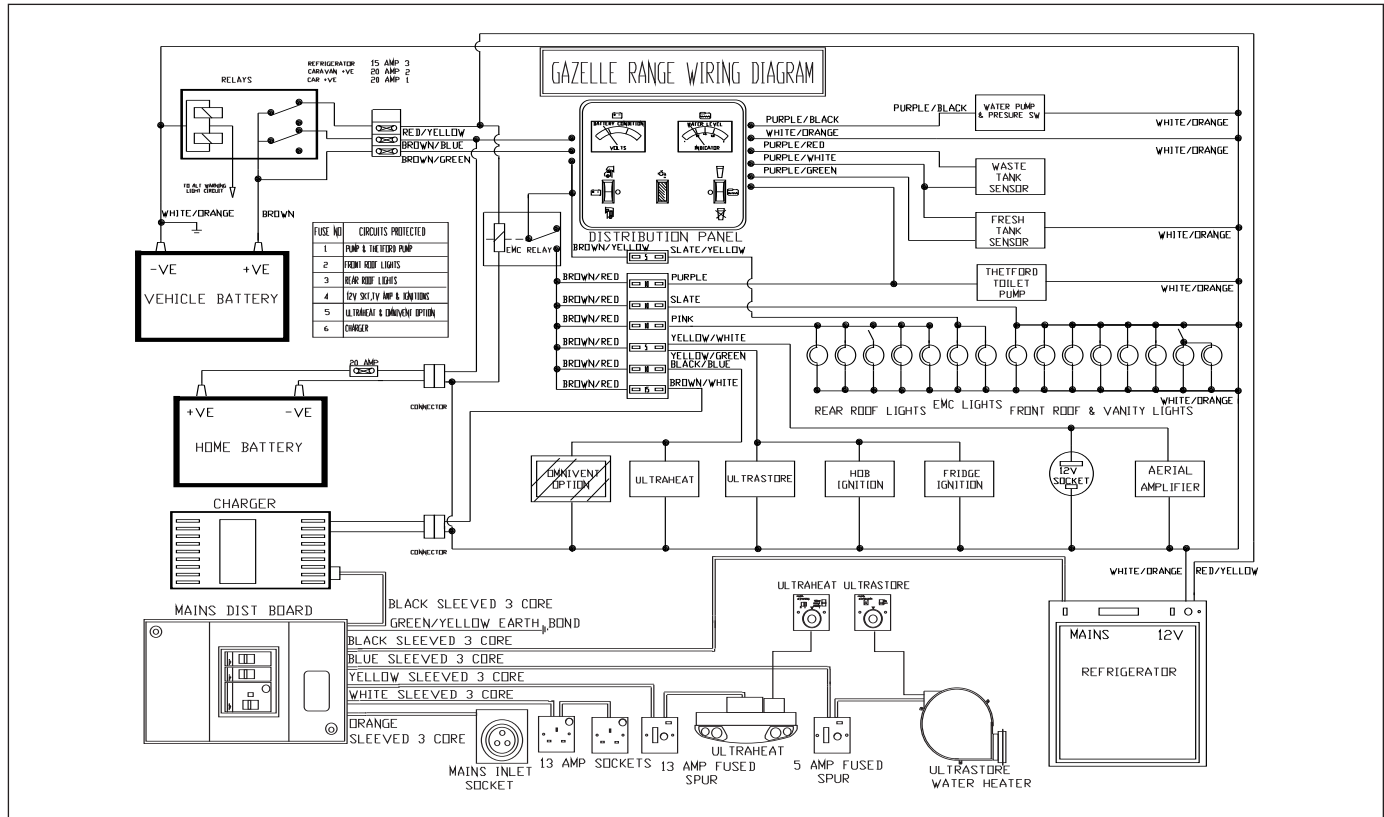 GAZELLE RANGE WIRING DIAGRAM
RELAYS
REFRIGERATOR 15 AMP 3
CARAVAN +VE 20 AMP 2
CAR +VE 20 AMP 1
RED/YELLOW
BROWN/BLUE
BROWN/GREEN
TO ALT WARNING
LIGHT CIRCUIT
WHITE/ORANGE
BROWN
-VE +VE
VEHICLE BATTERY
FUSE NO CIRCUITS PROTECTED
1 PUMP & THETFORD PUMP
2 FRONT ROOF LIGHTS
3 REAR ROOF LIGHTS
4 12V SKT,TV AMP & IGNITIONS
5 ULTRAHEAT & OMNIVENT OPTION
6 CHARGER
20 AMP
CONNECTOR
+VE -VE
HOME BATTERY
BATTERY CONDITION
VOLTS
WATER LEVEL
INDICATOR
DISTRIBUTION PANEL
EMC RELAY
PURPLE/BLACK
WHITE/ORANGE
PURPLE/RED
PURPLE/WHITE
PURPLE/GREEN
PURPLE/BLACK
WATER PUMP
& PRESURE SW
WHITE/ORANGE
WHITE/ORANGE
WASTE
TANK
SENSOR
FRESH
TANK
SENSOR
WHITE/ORANGE
THETFORD
TOILET
PUMP
WHITE/ORANGE
BROWN/YELLOW
SLATE/YELLOW
BROWN/RED
PURPLE
BROWN/RED
SLATE
BROWN/RED
PINK
BROWN/RED
YELLOW/WHITE
YELLOW/GREEN
BROWN/RED
BLACK/BLUE
BROWN/RED
BROWN/WHITE
REAR ROOF LIGHTS
EMC LIGHTS
FRONT ROOF & VANITY LIGHTS
WHITE/ORANGE
OMNIVENT
OPTION
ULTRAHEAT
ULTRASTORE
HOB
IGNITION
FRIDGE
IGNITION
12V
SOCKET
AERIAL
AMPLIFIER
CHARGER
CONNECTOR
WHITE/ORANGE
RED/YELLOW
MAINS DIST BOARD
BLACK SLEEVED 3 CORE
GREEN/YELLOW EARTH BOND
BLACK SLEEVED 3 CORE
BLUE SLEEVED 3 CORE
YELLOW SLEEVED 3 CORE
WHITE SLEEVED 3 CORE
ORANGE
SLEEVED 3 CORE
MAINS INLET
SOCKET
13 AMP SOCKETS
13 AMP FUSED
SPUR
ULTRAHEAT
5 AMP FUSED
SPUR
ULTRAHEAT
ULTRASTORE
ULTRASTORE
WATER HEATER
MAINS 12V
REFRIGERATOR